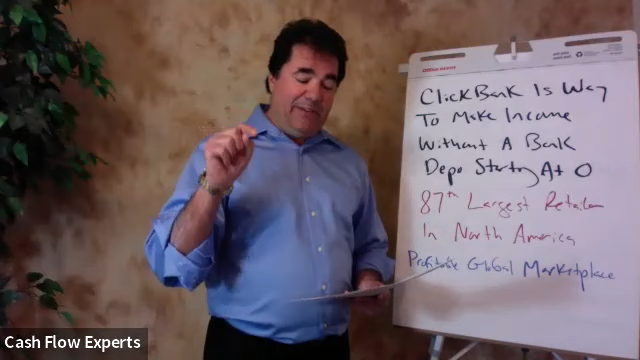 ClickBank Is Way
To Make Income
Without A Bank
Depo Starting At 0
87th Largest Retailer
In North America
Profitable Global Marketplace
Cash Flow Experts